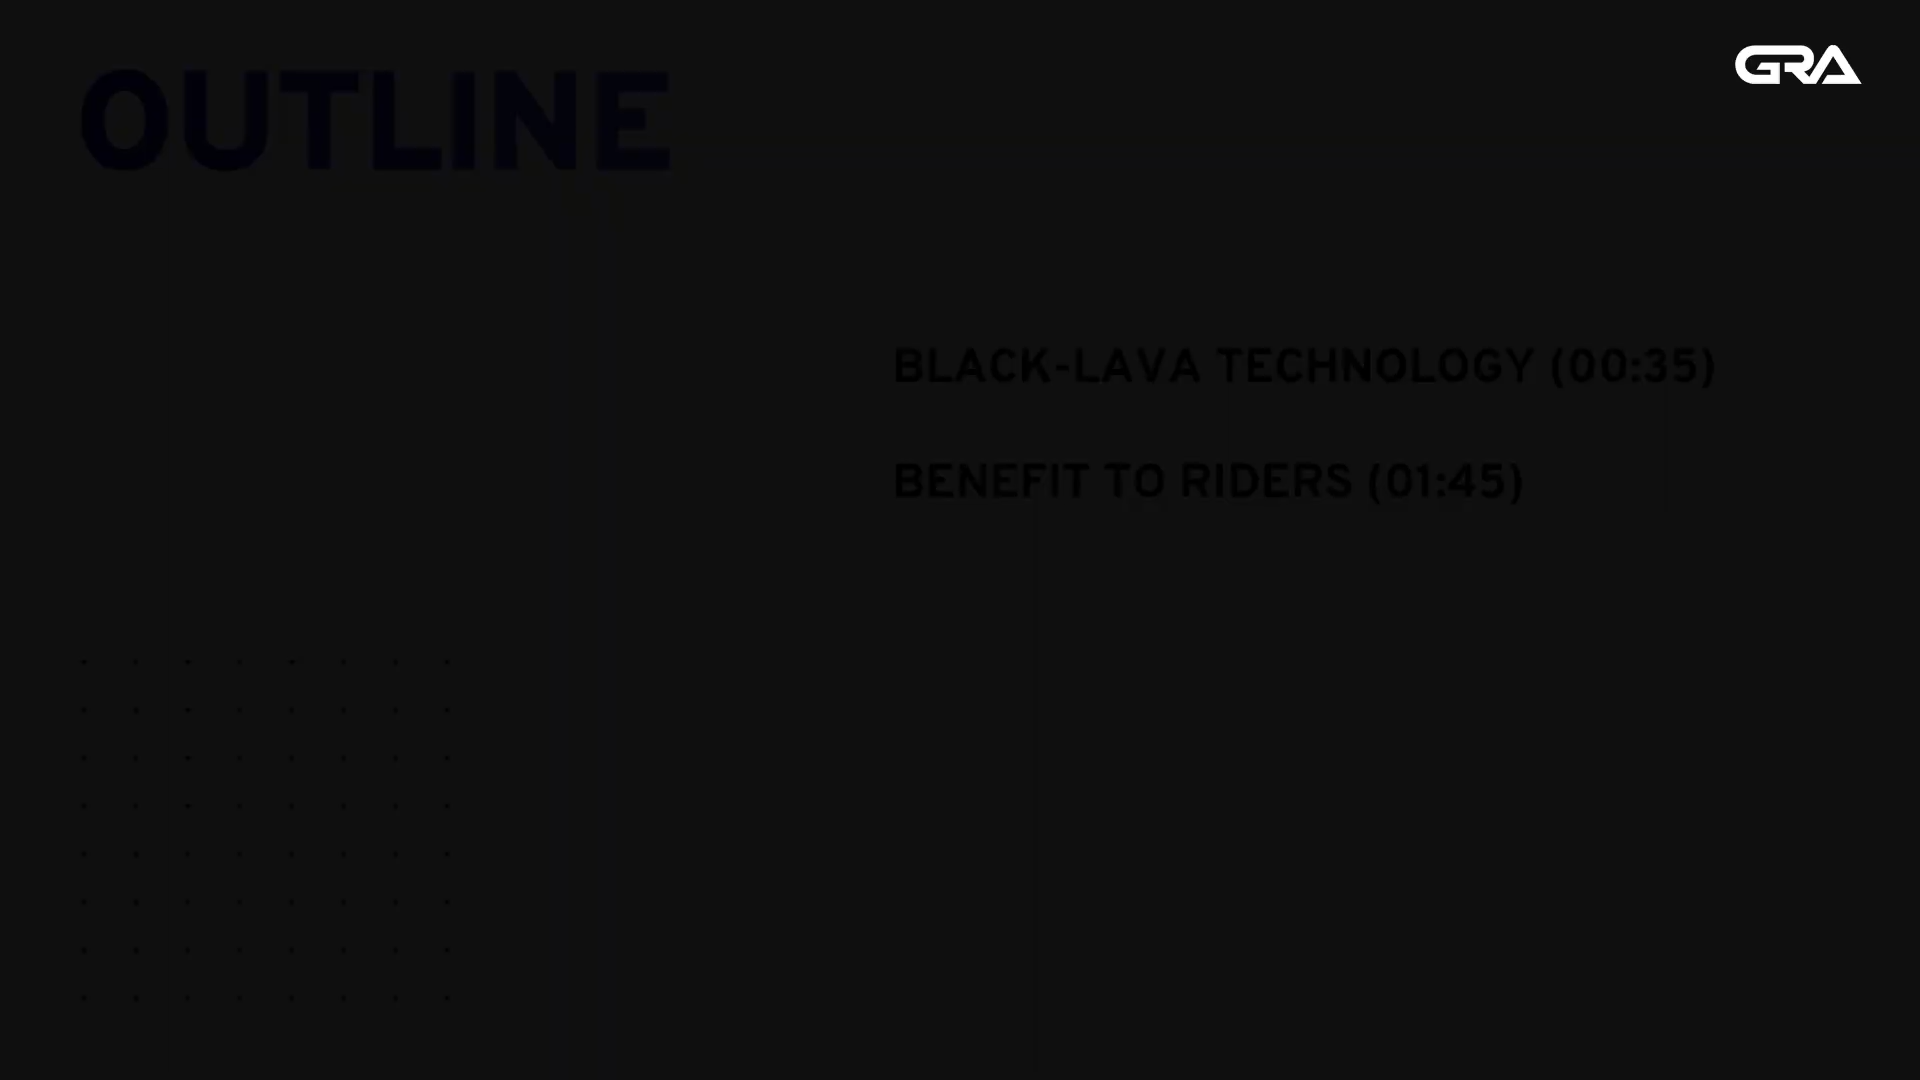 OUTLINE
GRA
BLACK-LAVA TECHNOLOGY (00:35)
BENEFIT TO RIDERS (01:45)